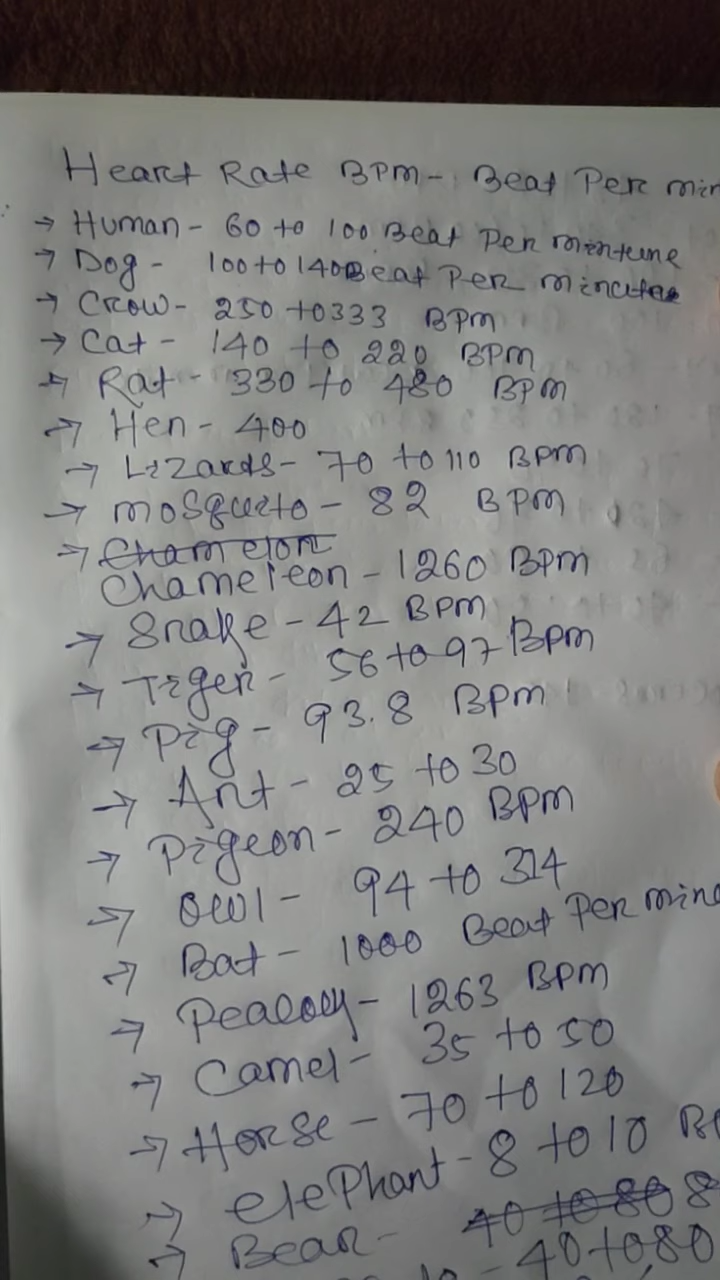 Heart Rate BPM - Beat Per min
→ Human - 60 to 100 Beat Per mintune
→ Dog - 100 to 140 Beat Per minute
→ Crow - 250 to 333 BPM
→ Cat - 140 to 220 BPM
→ Rat - 330 to 480 BPM
→ Hen - 400
→ Lizards - 70 to 110 BPM
→ mosquito - 82 BPM
→ Chamelon
Chameleon - 1260 BPM
→ Snake - 42 BPM
→ Tiger - 56 to 97 BPM
→ Pig - 93.8 BPM
→ Ant - 25 to 30
→ Pigeon - 240 BPM
→ Owl - 94 to 314
→ Bat - 1000 Beat Per minu
→ Peacock - 1263 BPM
→ Camel - 35 to 50
→ Horse - 70 to 120
→ elePhant - 8 to 10 BP
→ Bear - 40 to 80 8
- 40 to 80